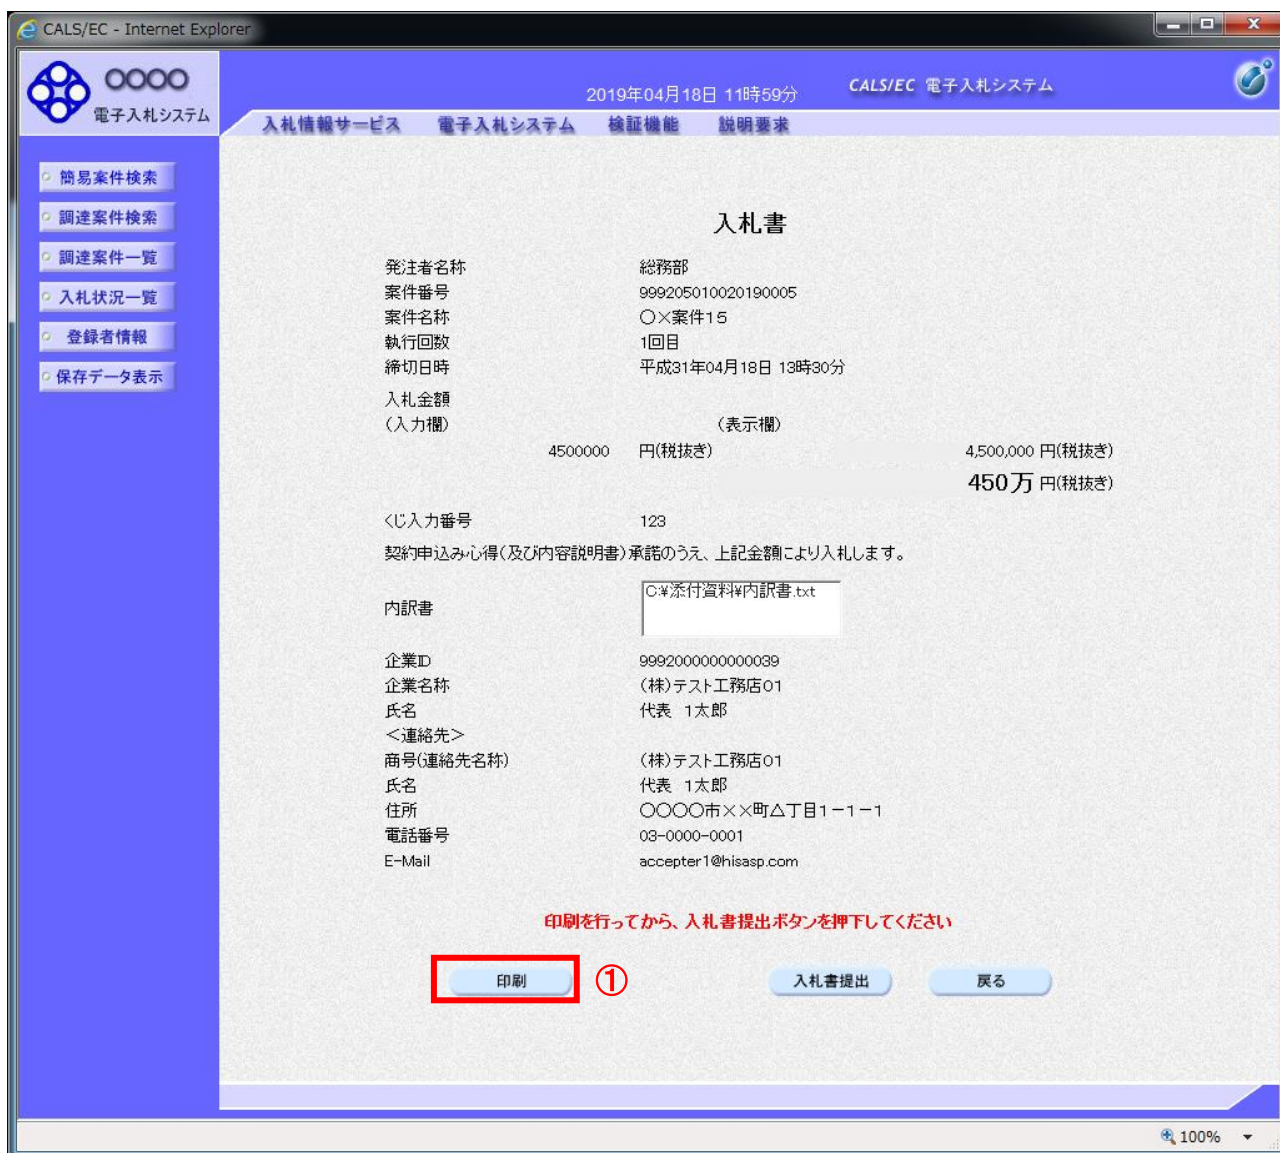 CALS/EC - Internet Explorer
○○○○
電子入札システム
2019年04月18日 11時59分
CALS/EC 電子入札システム
入札情報サービス 電子入札システム 検証機能 説明要求
簡易案件検索
調達案件検索
調達案件一覧
入札状況一覧
登録者情報
保存データ表示
入札書
発注者名称 総務部
案件番号 999205010020190005
案件名称 ○×案件15
執行回数 1回目
締切日時 平成31年04月18日 13時30分
入札金額
(入力欄) (表示欄)
4500000 円(税抜き) 4,500,000 円(税抜き)
450万 円(税抜き)
くじ入力番号 123
契約申込み心得(及び内容説明書)承諾のうえ、上記金額により入札します。
内訳書 C:¥添付資料¥内訳書.txt
企業ID 9992000000000039
企業名称 (株)テスト工務店01
氏名 代表 1太郎
<連絡先>
商号(連絡先名称) (株)テスト工務店01
氏名 代表 1太郎
住所 ○○○○市××町△丁目1-1-1
電話番号 03-0000-0001
E-Mail accepter1@hisasp.com
印刷を行ってから、入札書提出ボタンを押下してください
印刷 ① 入札書提出 戻る
100%